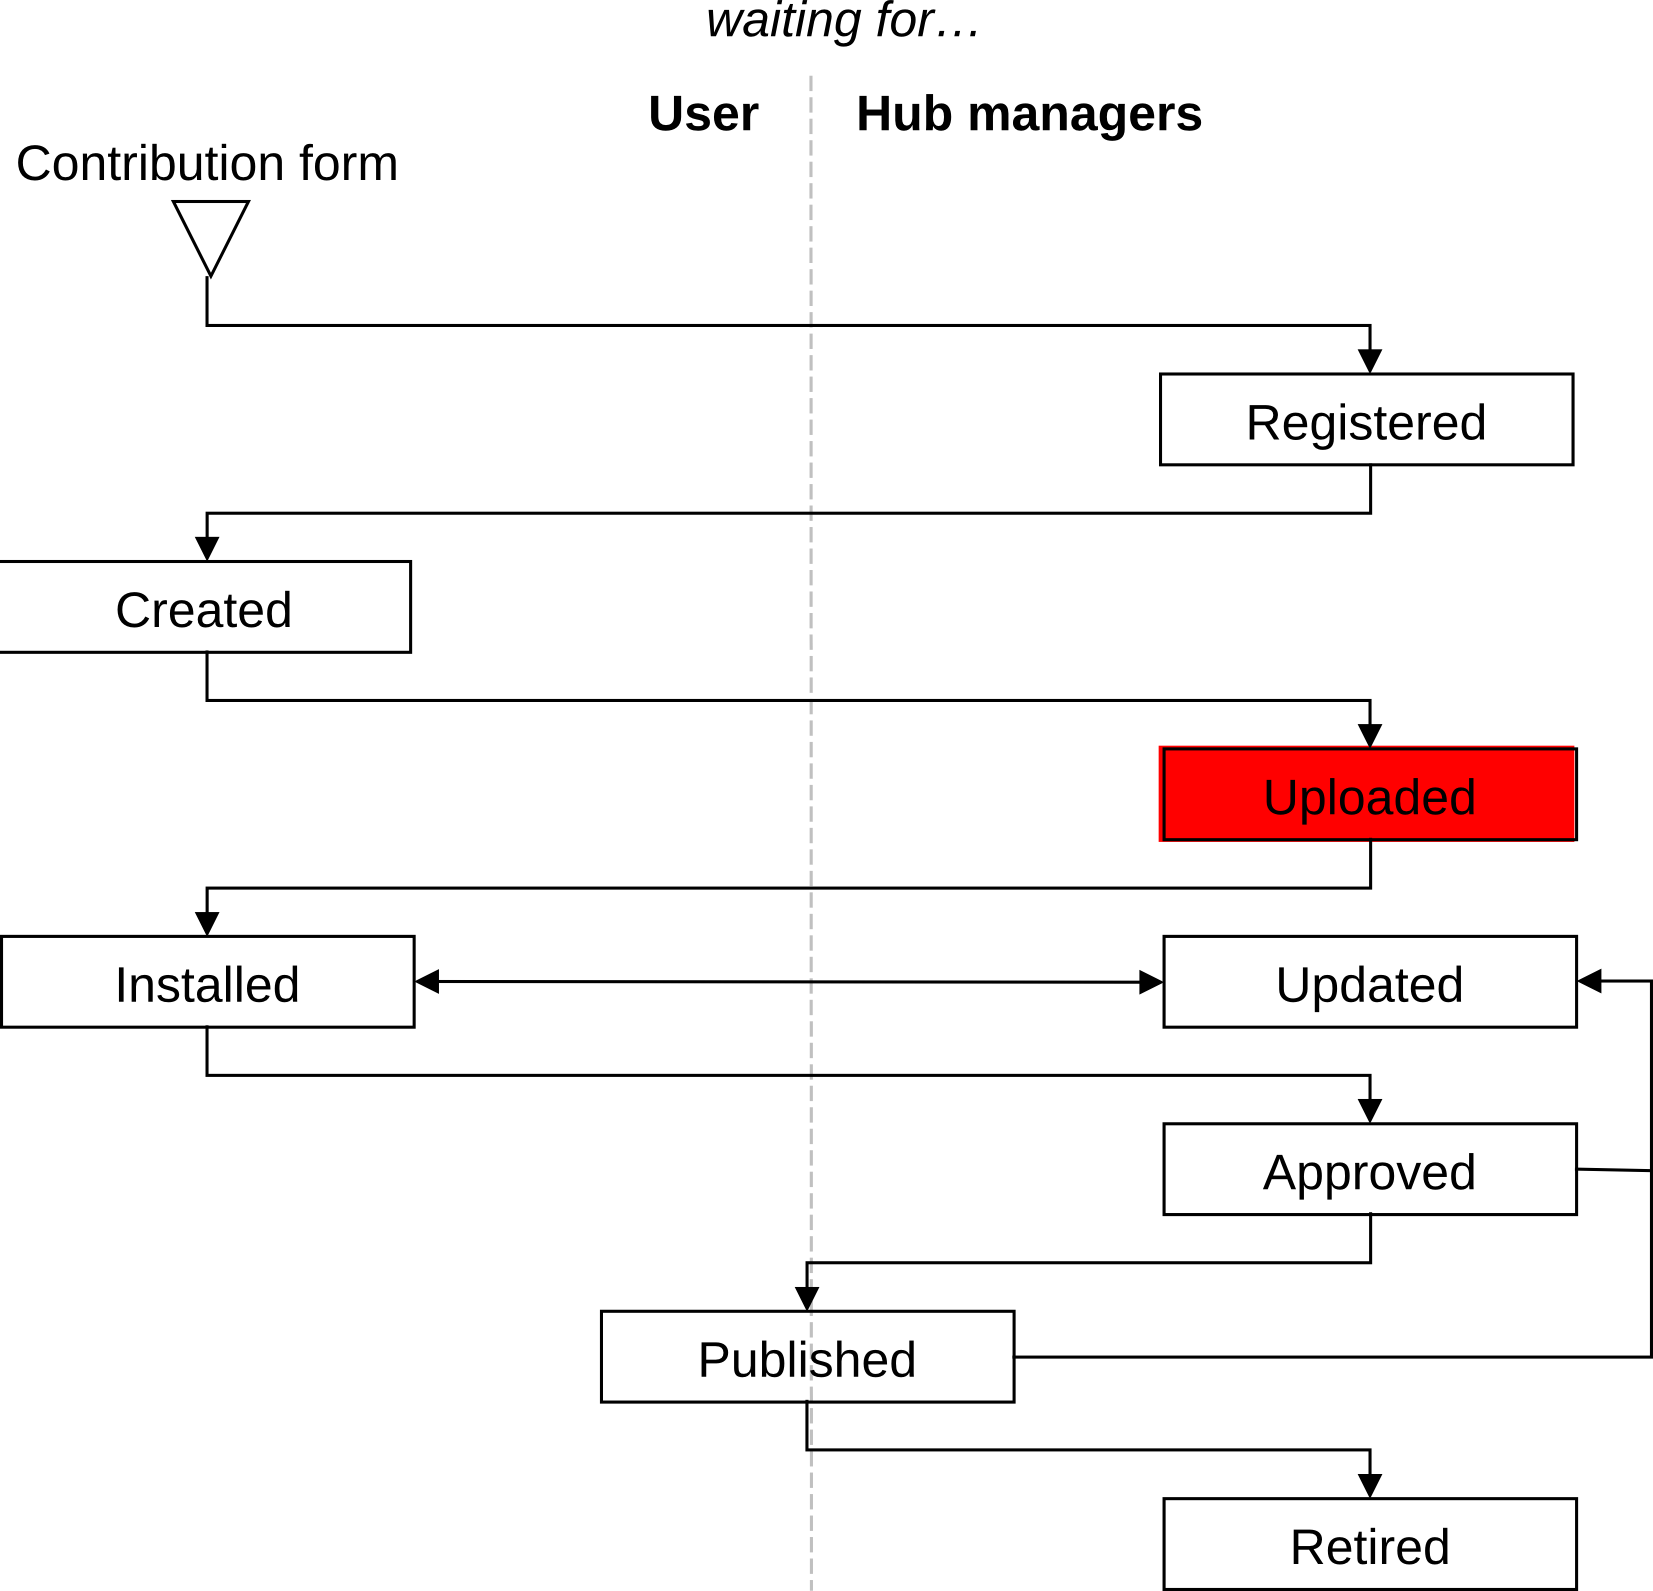 waiting for…
User
Hub managers
Contribution form
Registered
Created
Uploaded
Installed
Updated
Approved
Published
Retired